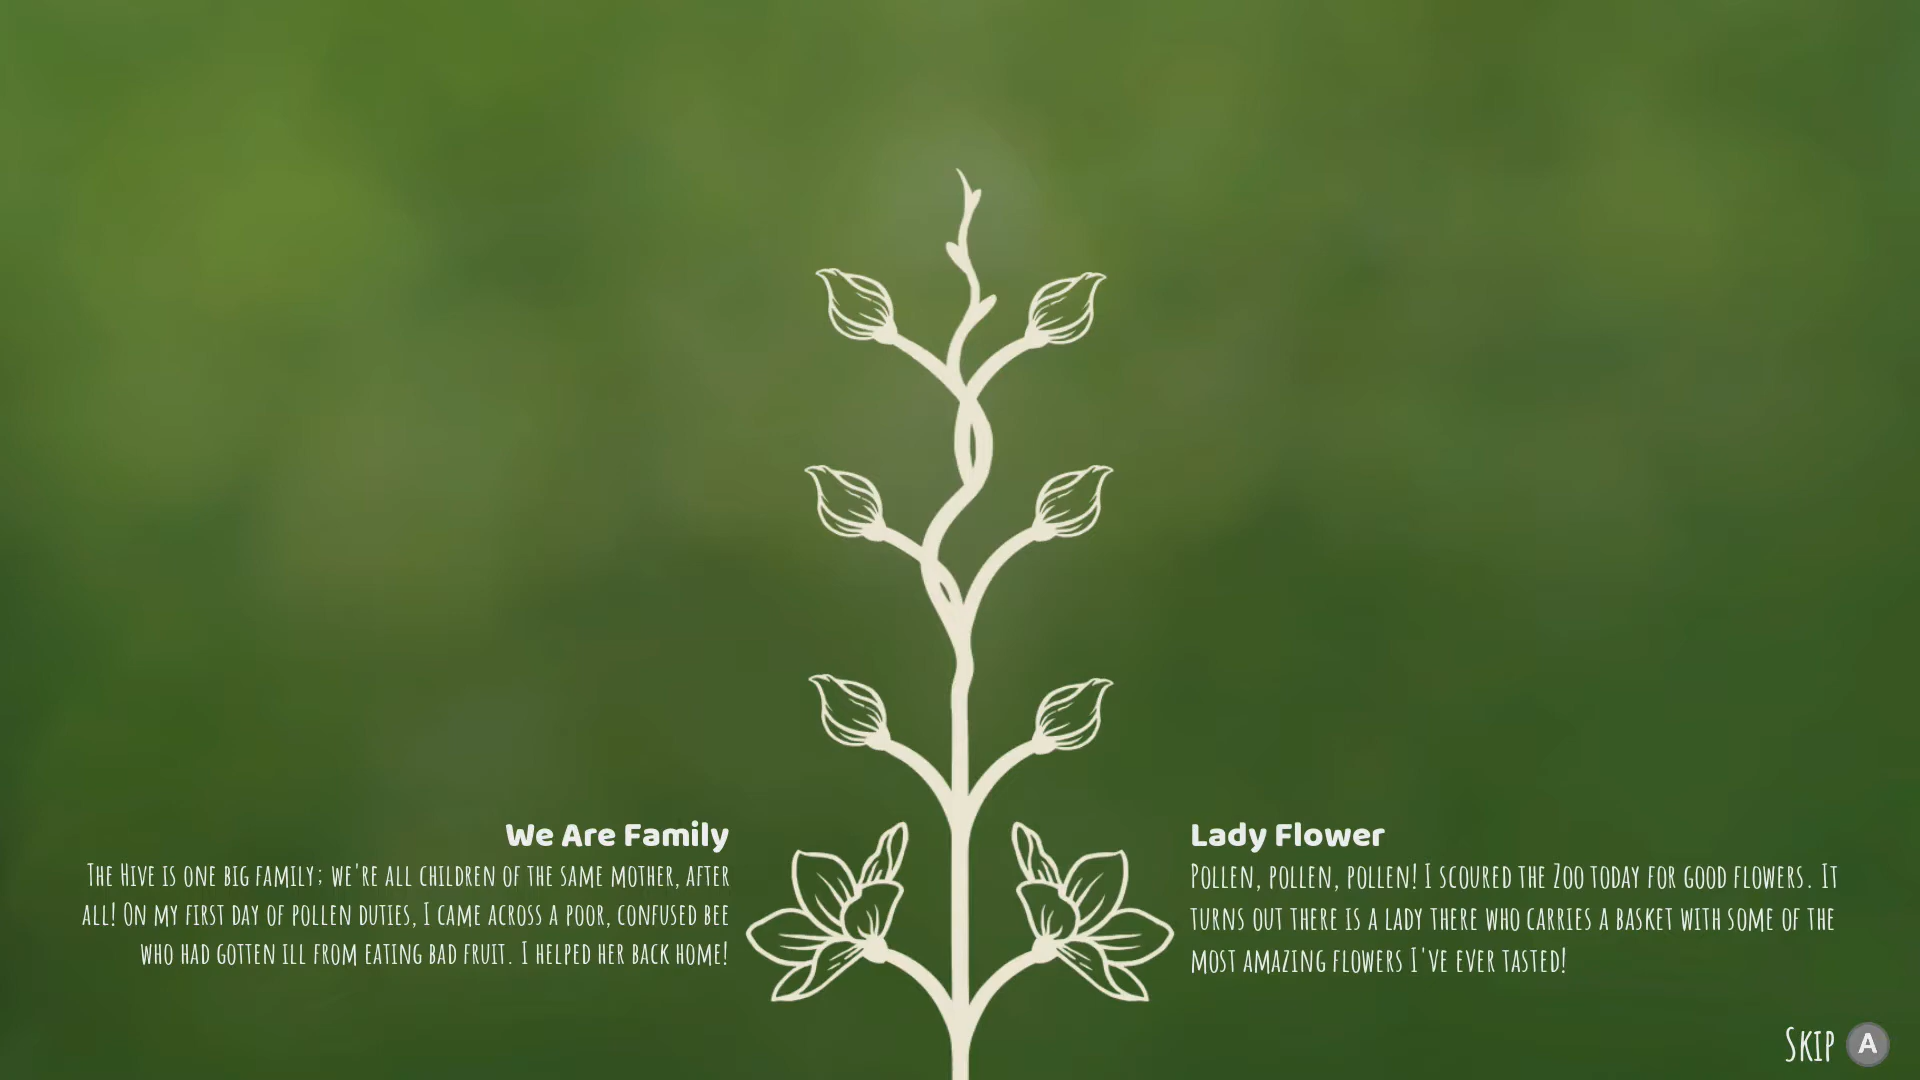 We Are Family
The Hive is one big family; we're all children of the same mother, after
all! On my first day of pollen duties, I came across a poor, confused bee
who had gotten ill from eating bad fruit. I helped her back home!
Lady Flower
Pollen, pollen, pollen! I scoured the Zoo today for good flowers. It
turns out there is a lady there who carries a basket with some of the
most amazing flowers I've ever tasted!
Skip A